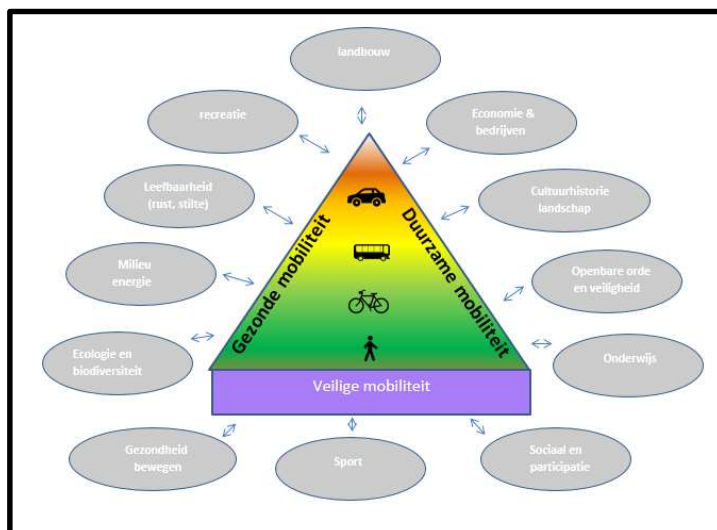 landbouw
recreatie
Economie &
bedrijven
Leefbaarheid
(rust, stilte)
Cultuurhistorie
landschap
Gezonde mobiliteit
Duurzame mobiliteit
Milieu
energie
Openbare orde
en veiligheid
Ecologie en
biodiversiteit
Onderwijs
Veilige mobiliteit
Gezondheid
bewegen
Sport
Sociaal en
participatie